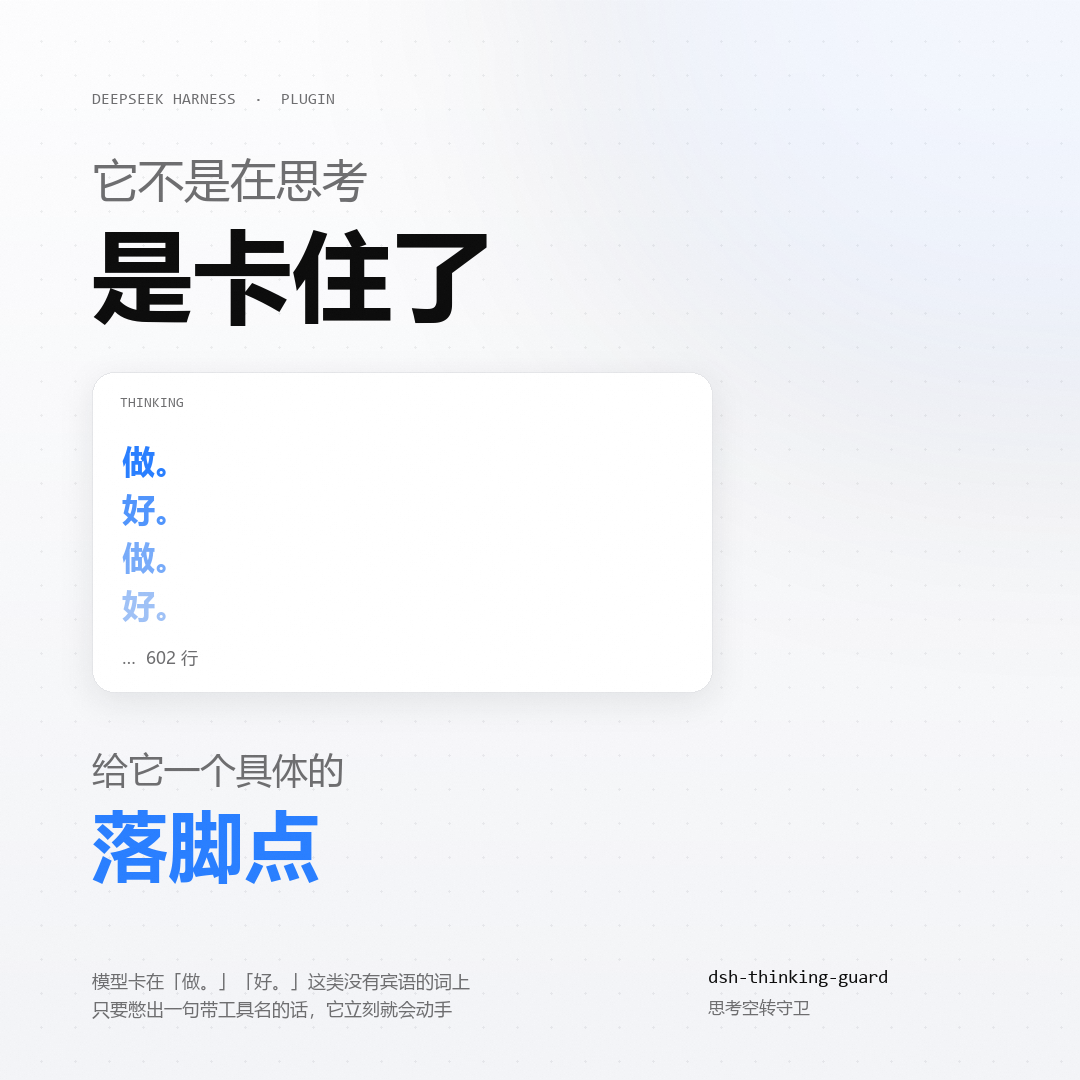 DEEPSEEK HARNESS · PLUGIN
它不是在思考
是卡住了
THINKING
做。
好。
做。
好。
… 602 行
给它一个具体的
落脚点
模型卡在「做。」「好。」这类没有宾语的词上
只要憋出一句带工具名的话，它立刻就会动手
dsh-thinking-guard
思考空转守卫